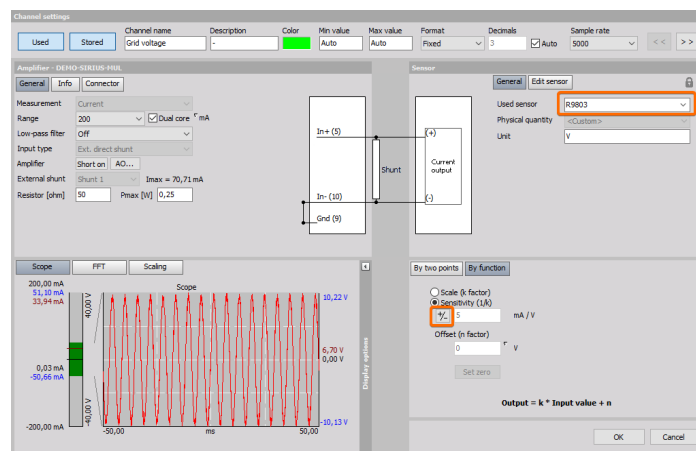 Channel settings
Used Stored
Channel name Description Color Min value Max value Format Decimals Sample rate
Grid voltage - Auto Auto Fixed 3 Auto 5000 << >>
Amplifier - DEMO-SIRIUS-MUL
General Info Connector
Measurement Current
Range 200 Dual core mA
Low-pass filter Off
Input type Ext. direct shunt
Amplifier Short on AO...
External shunt Shunt 1 Imax = 70,71 mA
Resistor [ohm] 50 Pmax [W] 0,25
In+ (5)
In- (10)
Gnd (9)
Shunt
Sensor
(+)
Current
output
(-)
General Edit sensor
Used sensor R9803
Physical quantity <Custom>
Unit V
Scope FFT Scaling
Scope
200,00 mA
51,10 mA
33,94 mA
0,03 mA
-50,66 mA
-200,00 mA
40,00 V
-40,00 V
10,22 V
6,70 V
0,00 V
-10,13 V
-50,00 ms 50,00
Display options
By two points By function
Scale (k factor)
Sensitivity (1/k)
+/- 5 mA / V
Offset (n factor)
0 V
Set zero
Output = k * Input value + n
OK Cancel